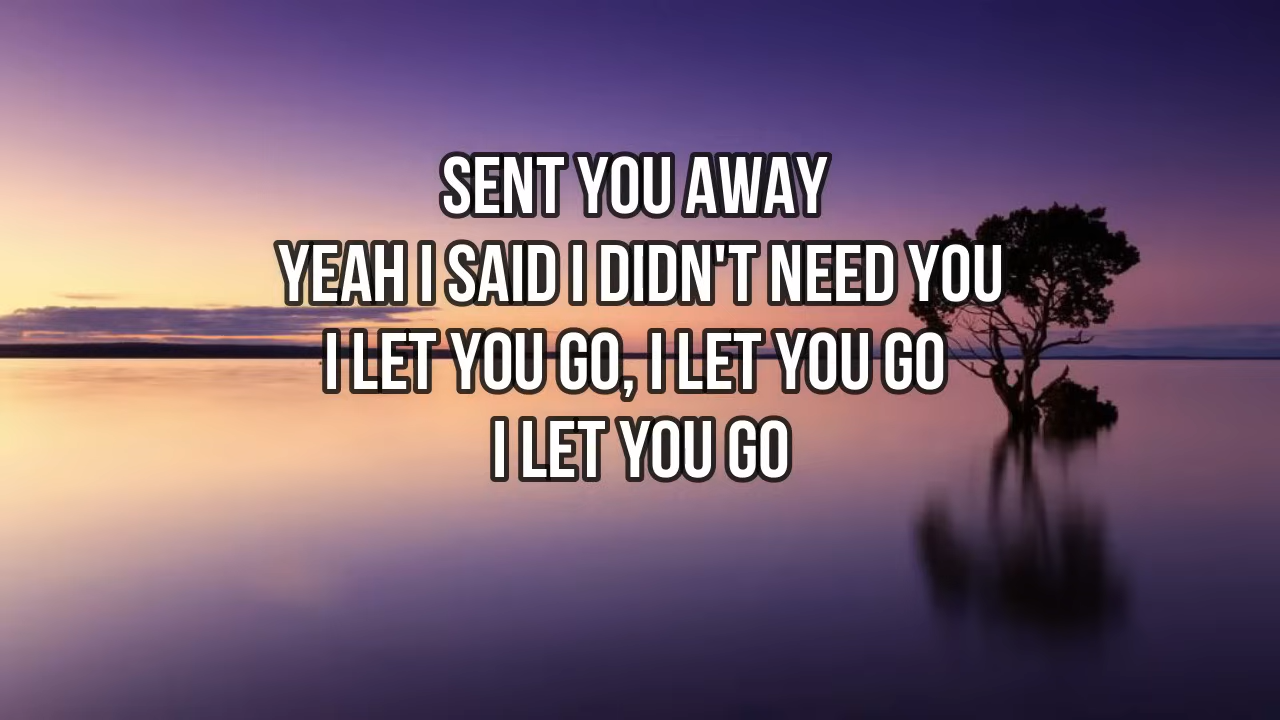 SENT YOU AWAY
YEAH I SAID I DIDN'T NEED YOU
I LET YOU GO, I LET YOU GO
I LET YOU GO